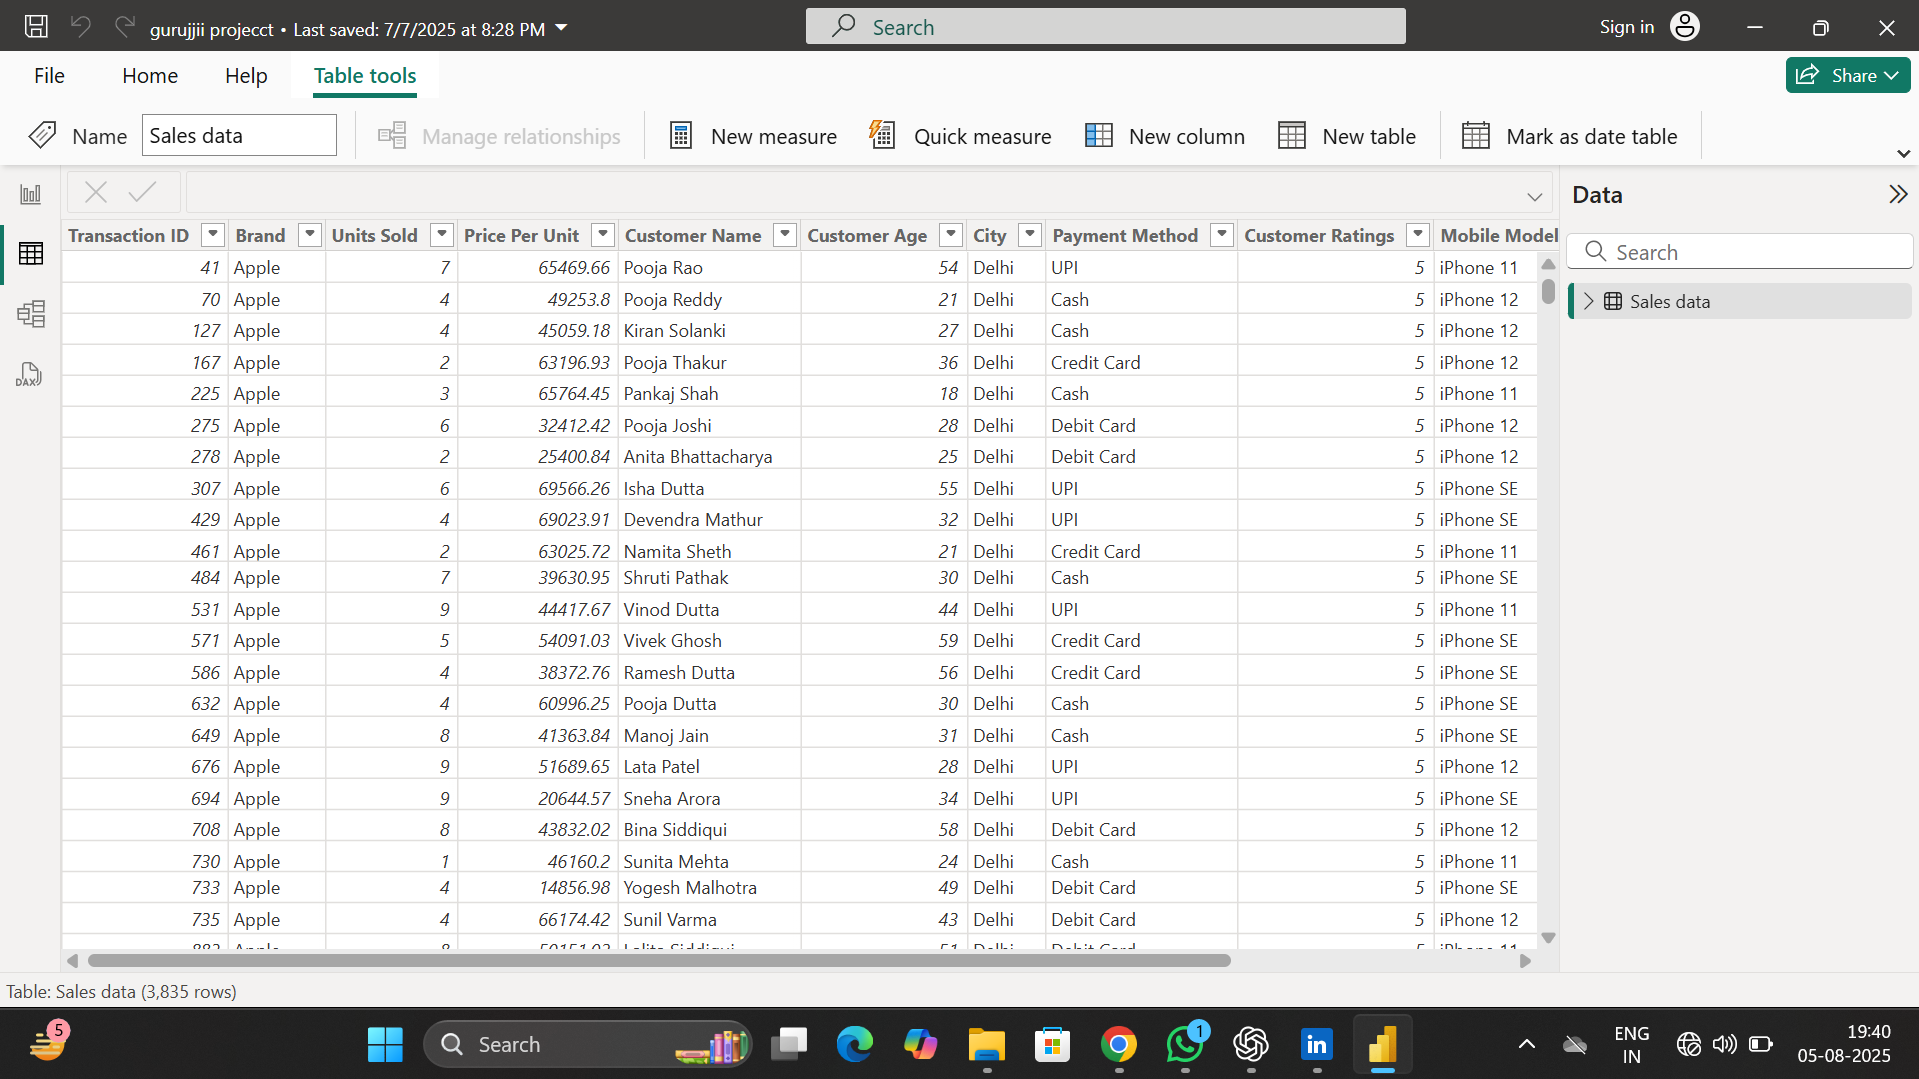 gurujjii projecct • Last saved: 7/7/2025 at 8:28 PM
Search
Sign in
File Home Help Table tools
Share
Name Sales data
Manage relationships
New measure Quick measure New column New table Mark as date table
Data
Search
Sales data
DAX
Transaction ID Brand Units Sold Price Per Unit Customer Name Customer Age City Payment Method Customer Ratings Mobile Model
41 Apple 7 65469.66 Pooja Rao 54 Delhi UPI 5 iPhone 11
70 Apple 4 49253.8 Pooja Reddy 21 Delhi Cash 5 iPhone 12
127 Apple 4 45059.18 Kiran Solanki 27 Delhi Cash 5 iPhone 12
167 Apple 2 63196.93 Pooja Thakur 36 Delhi Credit Card 5 iPhone 12
225 Apple 3 65764.45 Pankaj Shah 18 Delhi Cash 5 iPhone 11
275 Apple 6 32412.42 Pooja Joshi 28 Delhi Debit Card 5 iPhone 12
278 Apple 2 25400.84 Anita Bhattacharya 25 Delhi Debit Card 5 iPhone 12
307 Apple 6 69566.26 Isha Dutta 55 Delhi UPI 5 iPhone SE
429 Apple 4 69023.91 Devendra Mathur 32 Delhi UPI 5 iPhone SE
461 Apple 2 63025.72 Namita Sheth 21 Delhi Credit Card 5 iPhone 11
484 Apple 7 39630.95 Shruti Pathak 30 Delhi Cash 5 iPhone SE
531 Apple 9 44417.67 Vinod Dutta 44 Delhi UPI 5 iPhone 11
571 Apple 5 54091.03 Vivek Ghosh 59 Delhi Credit Card 5 iPhone SE
586 Apple 4 38372.76 Ramesh Dutta 56 Delhi Credit Card 5 iPhone SE
632 Apple 4 60996.25 Pooja Dutta 30 Delhi Cash 5 iPhone SE
649 Apple 8 41363.84 Manoj Jain 31 Delhi Cash 5 iPhone SE
676 Apple 9 51689.65 Lata Patel 28 Delhi UPI 5 iPhone 12
694 Apple 9 20644.57 Sneha Arora 34 Delhi UPI 5 iPhone SE
708 Apple 8 43832.02 Bina Siddiqui 58 Delhi Debit Card 5 iPhone 12
730 Apple 1 46160.2 Sunita Mehta 24 Delhi Cash 5 iPhone 11
733 Apple 4 14856.98 Yogesh Malhotra 49 Delhi Debit Card 5 iPhone SE
735 Apple 4 66174.42 Sunil Varma 43 Delhi Debit Card 5 iPhone 12
Table: Sales data (3,835 rows)
5
Search
1
in
ENG
IN
19:40
05-08-2025